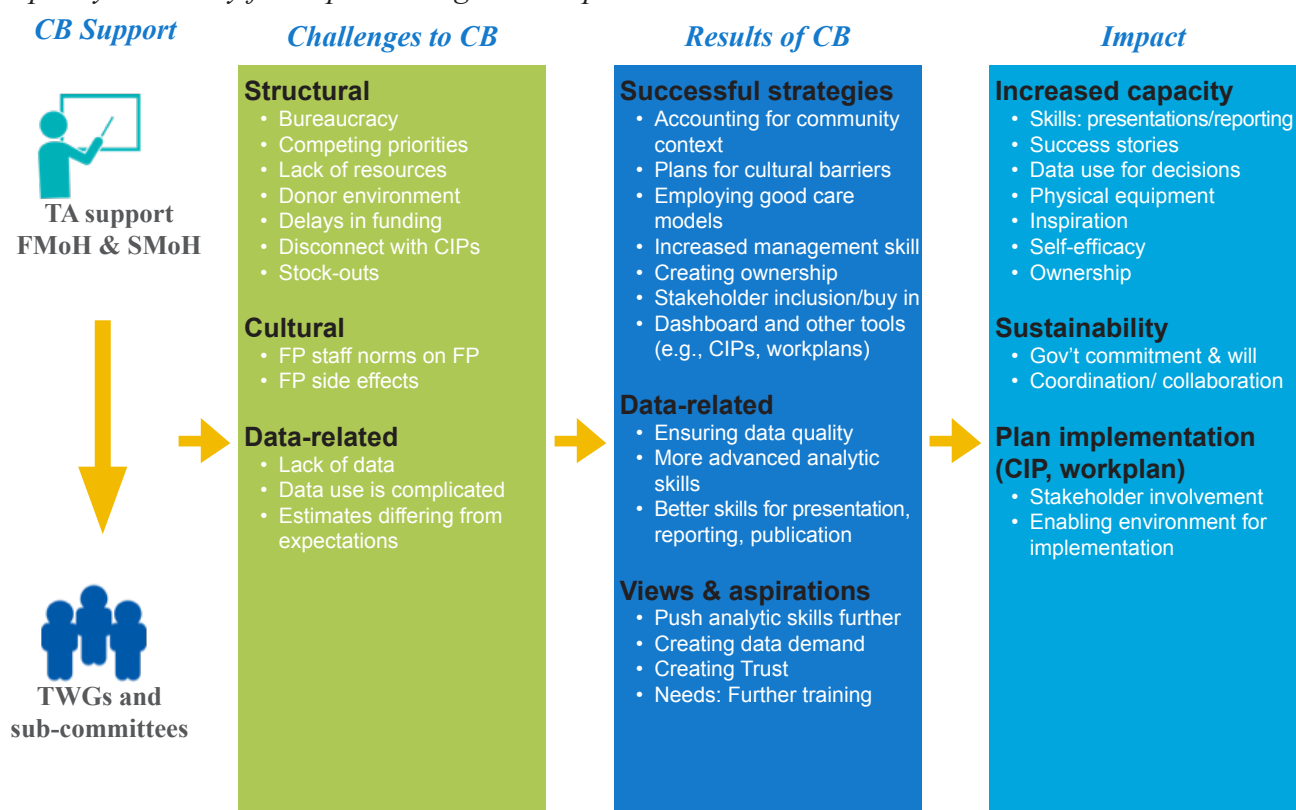 CB Support
Challenges to CB
Results of CB
Impact
TA support
FMoH & SMoH
TWGs and
sub-committees
Structural
• Bureaucracy
• Competing priorities
• Lack of resources
• Donor environment
• Delays in funding
• Disconnect with CIPs
• Stock-outs
Cultural
• FP staff norms on FP
• FP side effects
Data-related
• Lack of data
• Data use is complicated
• Estimates differing from
expectations
Successful strategies
• Accounting for community
context
• Plans for cultural barriers
• Employing good care
models
• Increased management skill
• Creating ownership
• Stakeholder inclusion/buy in
• Dashboard and other tools
(e.g., CIPs, workplans)
Data-related
• Ensuring data quality
• More advanced analytic
skills
• Better skills for presentation,
reporting, publication
Views & aspirations
• Push analytic skills further
• Creating data demand
• Creating Trust
• Needs: Further training
Increased capacity
• Skills: presentations/reporting
• Success stories
• Data use for decisions
• Physical equipment
• Inspiration
• Self-efficacy
• Ownership
Sustainability
• Gov't commitment & will
• Coordination/ collaboration
Plan implementation
(CIP, workplan)
• Stakeholder involvement
• Enabling environment for
implementation